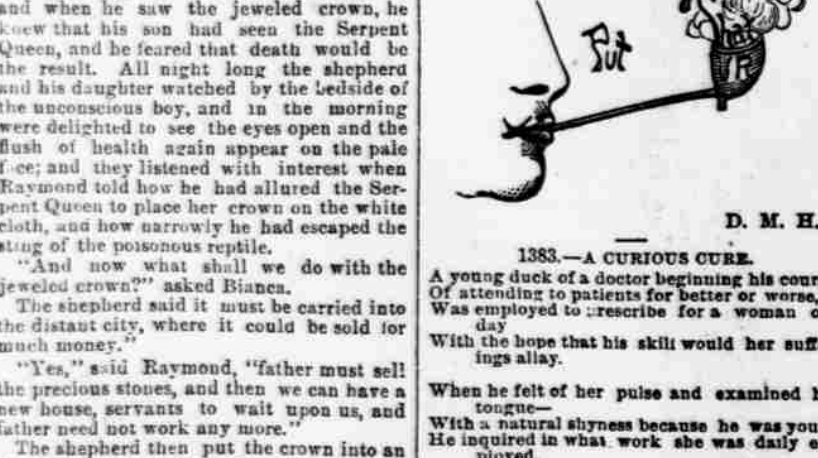 and when he saw the jeweled crown, he
knew that his son had seen the Serpent
Queen, and he feared that death would be
the result. All night long the shepherd
and his daughter watched by the bedside of
the unconscious boy, and in the morning
were delighted to see the eyes open and the
flush of health again appear on the pale
face; and they listened with interest when
Raymond told how he had allured the Ser-
pent Queen to place her crown on the white
cloth, and how narrowly he had escaped the
sting of the poisonous reptile.
"And now what shall we do with the
jeweled crown?" asked Bianca.
The shepherd said it must be carried into
the distant city, where it could be sold for
much money."
"Yes," said Raymond, "father must sell
the precious stones, and then we can have a
new house, servants to wait upon us, and
father need not work any more."
The shepherd then put the crown into an
Put
hat
R
D. M. H.
1383.—A CURIOUS CURE.
A young duck of a doctor beginning his cour
Of attending to patients for better or worse,
Was employed to prescribe for a woman o
day
With the hope that his skill would her suff
ings allay.
When he felt of her pulse and examined h
tongue—
With a natural shyness because he was you
He inquired in what work she was daily e
ployed